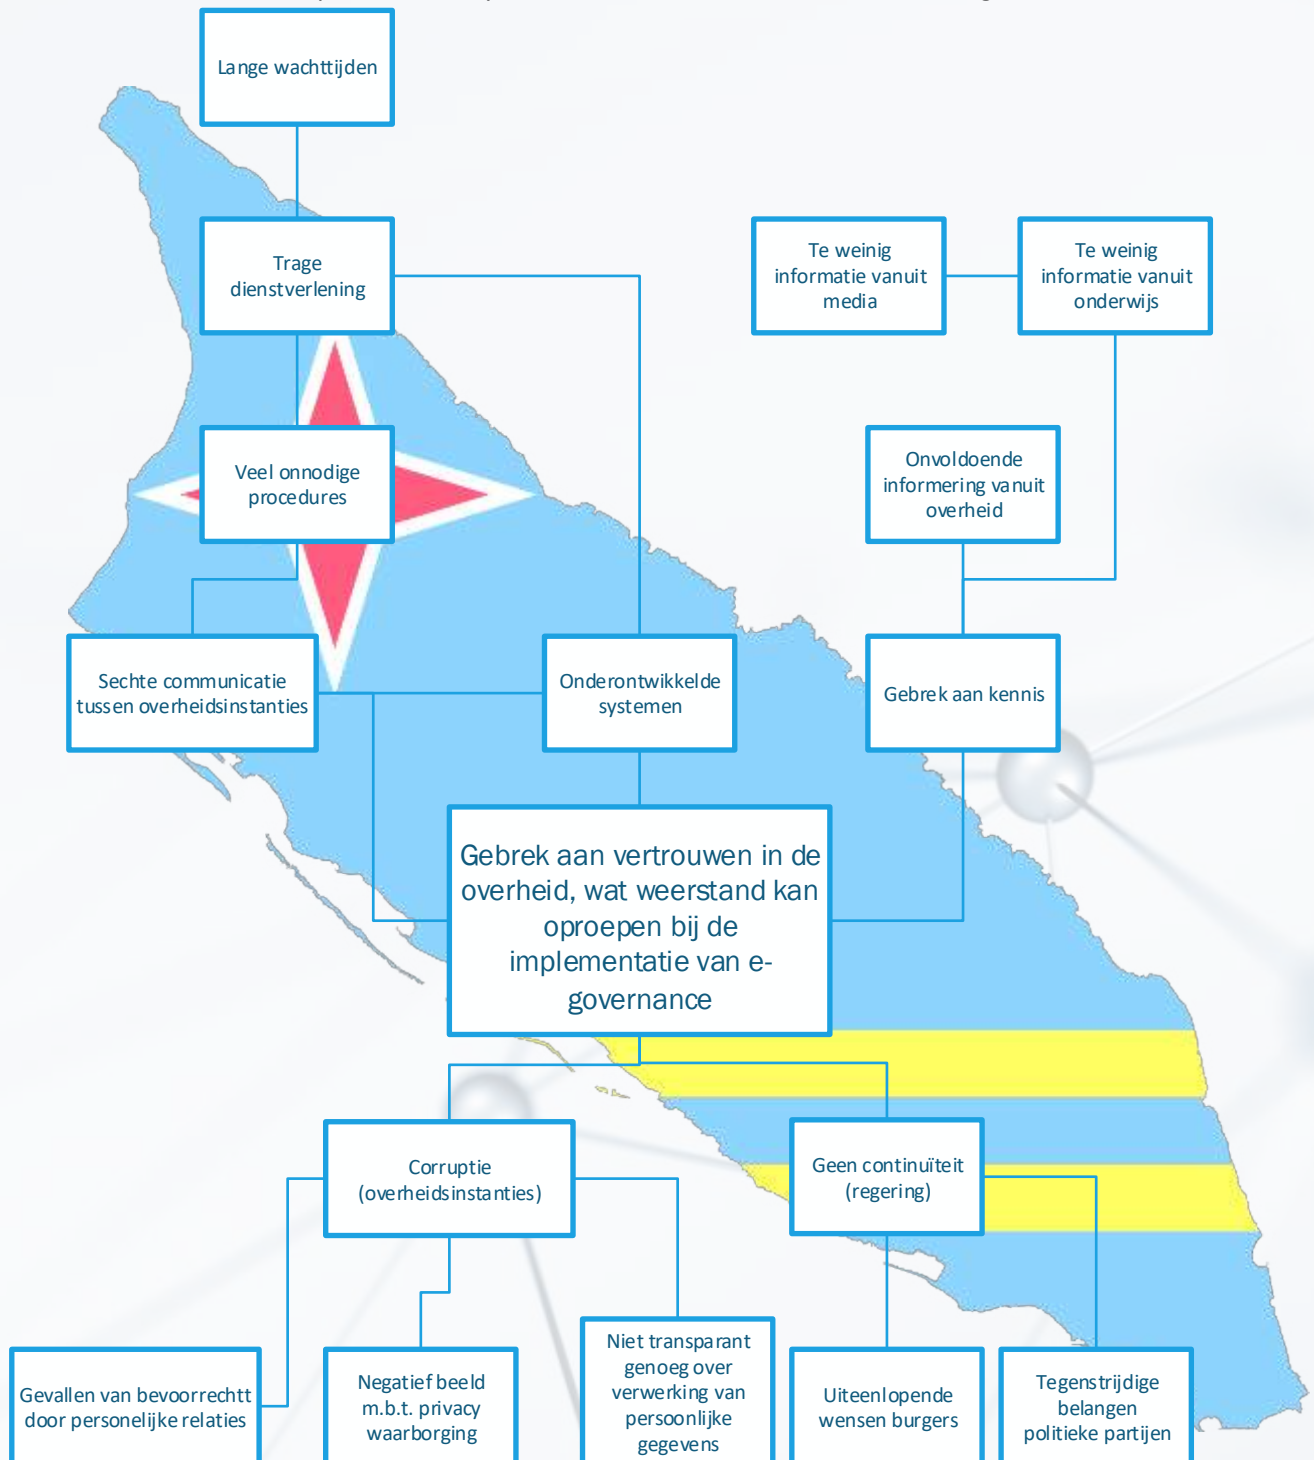 Lange wachttijden
Trage
dienstverlening
Te weinig
informatie vanuit
media
Te weinig
informatie vanuit
onderwijs
Veel onnodige
procedures
Onvoldoende
informering vanuit
overheid
Sechte communicatie
tussen overheidsinstanties
Onderontwikkelde
systemen
Gebrek aan kennis
Gebrek aan vertrouwen in de
overheid, wat weerstand kan
oproepen bij de
implementatie van e-
governance
Corruptie
(overheidsinstanties)
Geen continuïteit
(regering)
Gevallen van bevoorrechtt
door personelijke relaties
Negatief beeld
m.b.t. privacy
waarborging
Niet transparant
genoeg over
verwerking van
persoonlijke
gegevens
Uiteenlopende
wensen burgers
Tegenstrijdige
belangen
politieke partijen